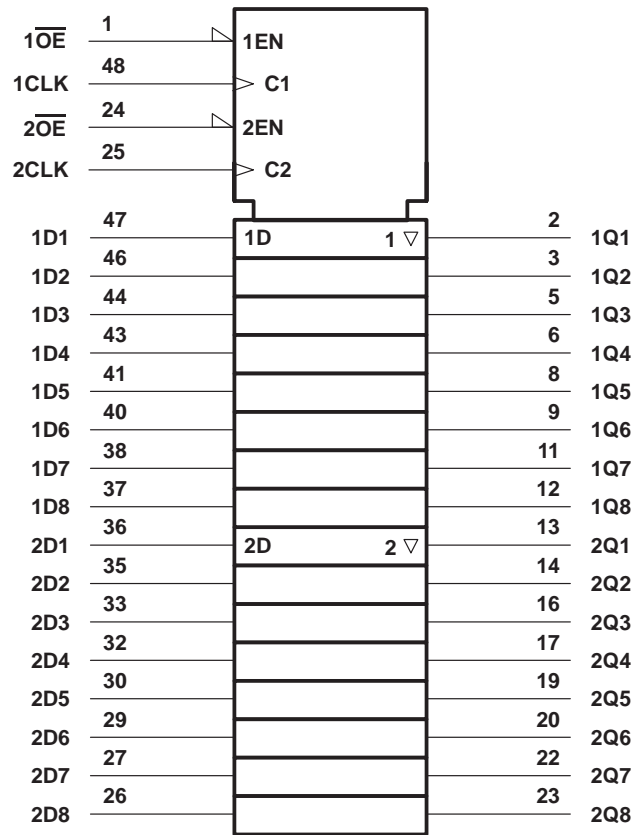 1O̅E̅ 1 1EN
1CLK 48 C1
2O̅E̅ 24 2EN
2CLK 25 C2
1D1 47 1D 1 ▽ 2 1Q1
1D2 46 3 1Q2
1D3 44 5 1Q3
1D4 43 6 1Q4
1D5 41 8 1Q5
1D6 40 9 1Q6
1D7 38 11 1Q7
1D8 37 12 1Q8
2D1 36 2D 2 ▽ 13 2Q1
2D2 35 14 2Q2
2D3 33 16 2Q3
2D4 32 17 2Q4
2D5 30 19 2Q5
2D6 29 20 2Q6
2D7 27 22 2Q7
2D8 26 23 2Q8